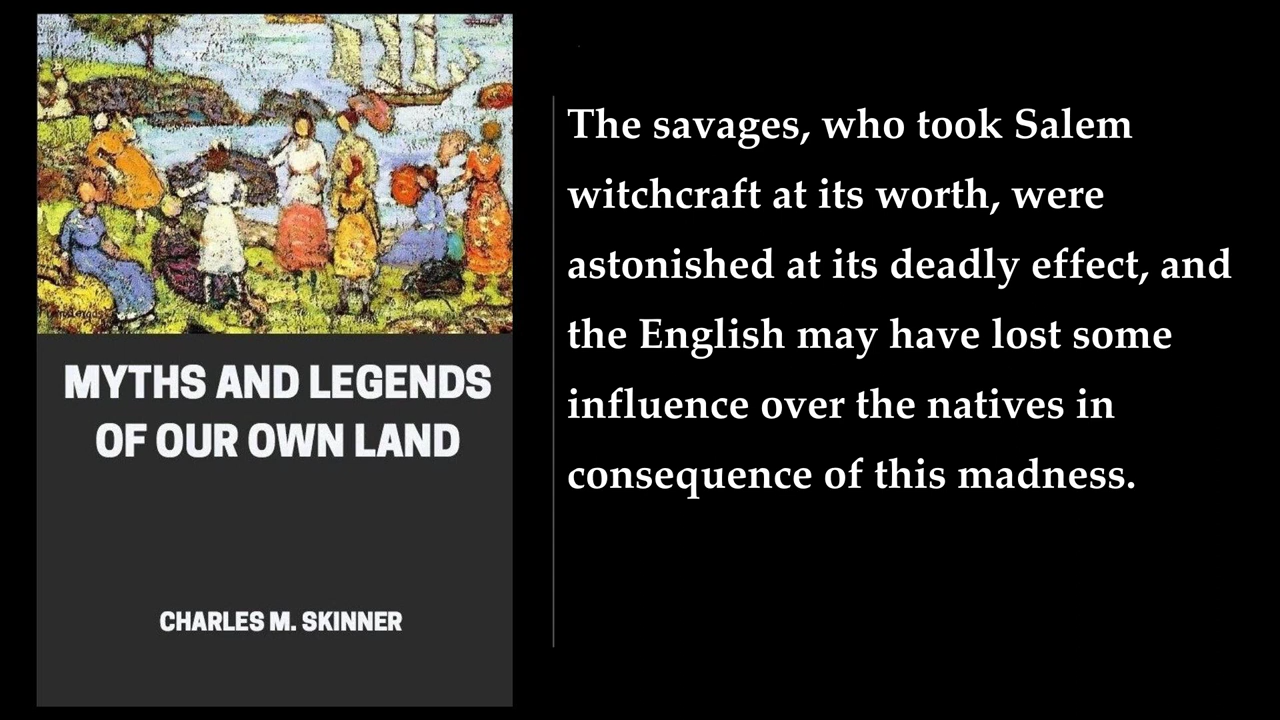 MYTHS AND LEGENDS
OF OUR OWN LAND
CHARLES M. SKINNER
The savages, who took Salem
witchcraft at its worth, were
astonished at its deadly effect, and
the English may have lost some
influence over the natives in
consequence of this madness.